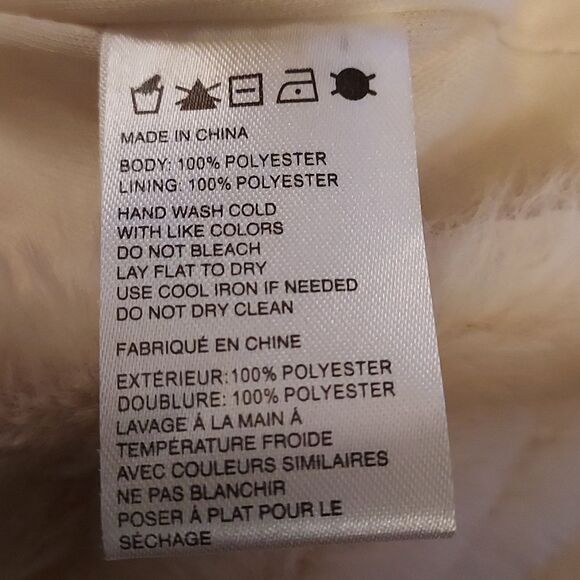 MADE IN CHINA
BODY: 100% POLYESTER
LINING: 100% POLYESTER
HAND WASH COLD
WITH LIKE COLORS
DO NOT BLEACH
LAY FLAT TO DRY
USE COOL IRON IF NEEDED
DO NOT DRY CLEAN
FABRIQUÉ EN CHINE
EXTÉRIEUR:100% POLYESTER
DOUBLURE: 100% POLYESTER
LAVAGE Á LA MAIN Á
TEMPÉRATURE FROIDE
AVEC COULEURS SIMILAIRES
NE PAS BLANCHIR
POSER Á PLAT POUR LE
SÉCHAGE